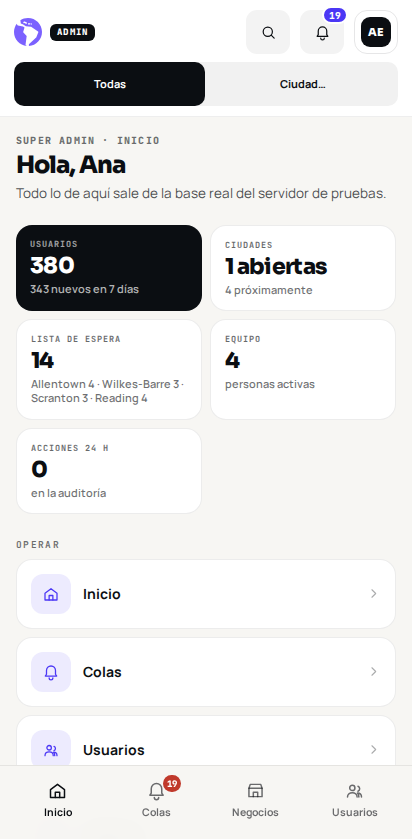 ADMIN
19
AE
Todas
Ciudad...
SUPER ADMIN · INICIO
Hola, Ana
Todo lo de aquí sale de la base real del servidor de pruebas.
USUARIOS
380
343 nuevos en 7 días
CIUDADES
1 abiertas
4 próximamente
LISTA DE ESPERA
14
Allentown 4 · Wilkes-Barre 3 ·
Scranton 3 · Reading 4
EQUIPO
4
personas activas
ACCIONES 24 H
0
en la auditoría
OPERAR
Inicio
Colas
Usuarios
19
Inicio
Colas
Negocios
Usuarios